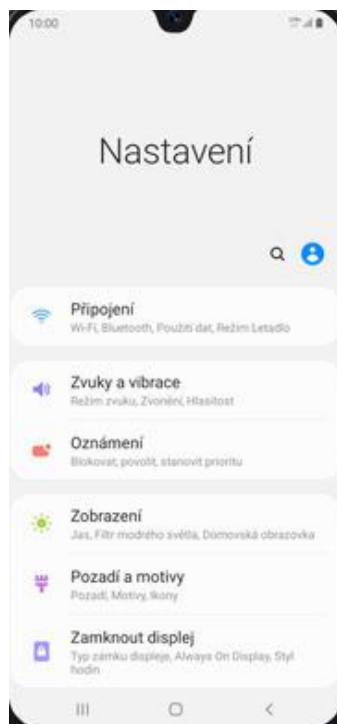 10:00
Nastavení
Připojení
Wi-Fi, Bluetooth, Použití dat, Režim Letadlo
Zvuky a vibrace
Režim zvuku, Zvonění, Hlasitost
Oznámení
Blokovat, povolit, stanovit prioritu
Zobrazení
Jas, Filtr modrého světla, Domovská obrazovka
Pozadí a motivy
Pozadí, Motivy, Ikony
Zamknout displej
Typ zámku displeje, Always On Display, Styl
hodin